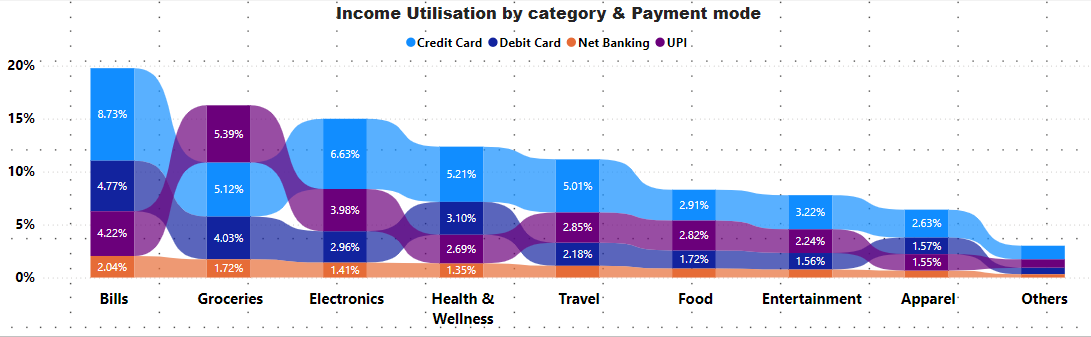 Income Utilisation by category & Payment mode
Credit Card Debit Card Net Banking UPI
20%
15%
10%
5%
0%
8.73%
4.77%
4.22%
2.04%
5.39%
5.12%
4.03%
1.72%
6.63%
3.98%
2.96%
1.41%
5.21%
3.10%
2.69%
1.35%
5.01%
2.85%
2.18%
2.91%
2.82%
1.72%
3.22%
2.24%
1.56%
2.63%
1.57%
1.55%
Bills
Groceries
Electronics
Health &
Wellness
Travel
Food
Entertainment
Apparel
Others